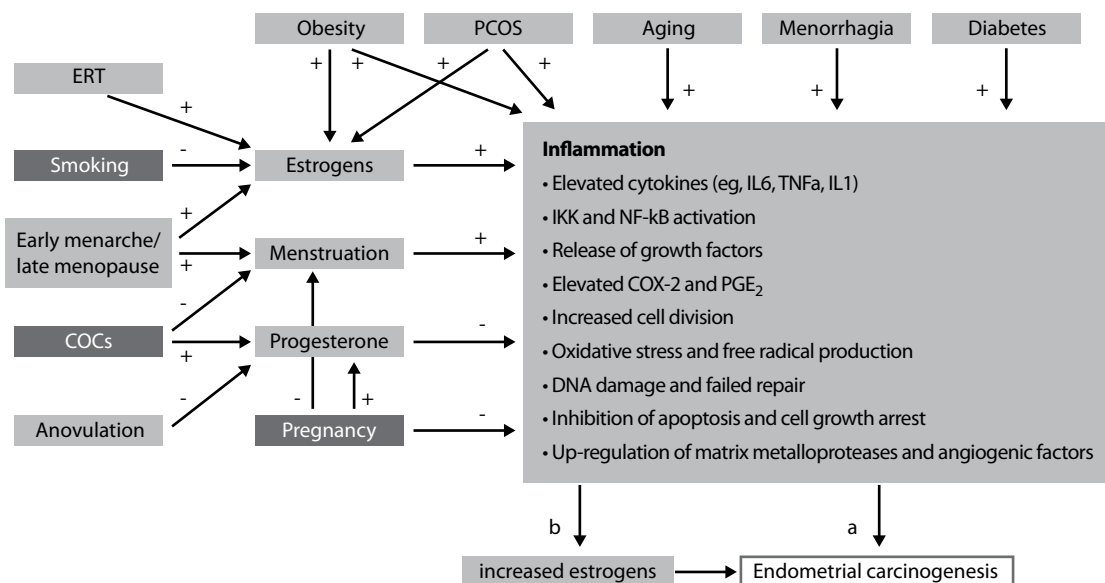 Obesity
PCOS
Aging
Menorrhagia
Diabetes
+
+
+
+
+
+
+
ERT
+
Smoking
-
Estrogens
+
Early menarche/
late menopause
+
+
Menstruation
+
COCs
-
+
Progesterone
-
Anovulation
-
-
+
Pregnancy
-
Inflammation
• Elevated cytokines (eg, IL6, TNFa, IL1)
• IKK and NF-kB activation
• Release of growth factors
• Elevated COX-2 and PGE₂
• Increased cell division
• Oxidative stress and free radical production
• DNA damage and failed repair
• Inhibition of apoptosis and cell growth arrest
• Up-regulation of matrix metalloproteases and angiogenic factors
b
a
increased estrogens
Endometrial carcinogenesis